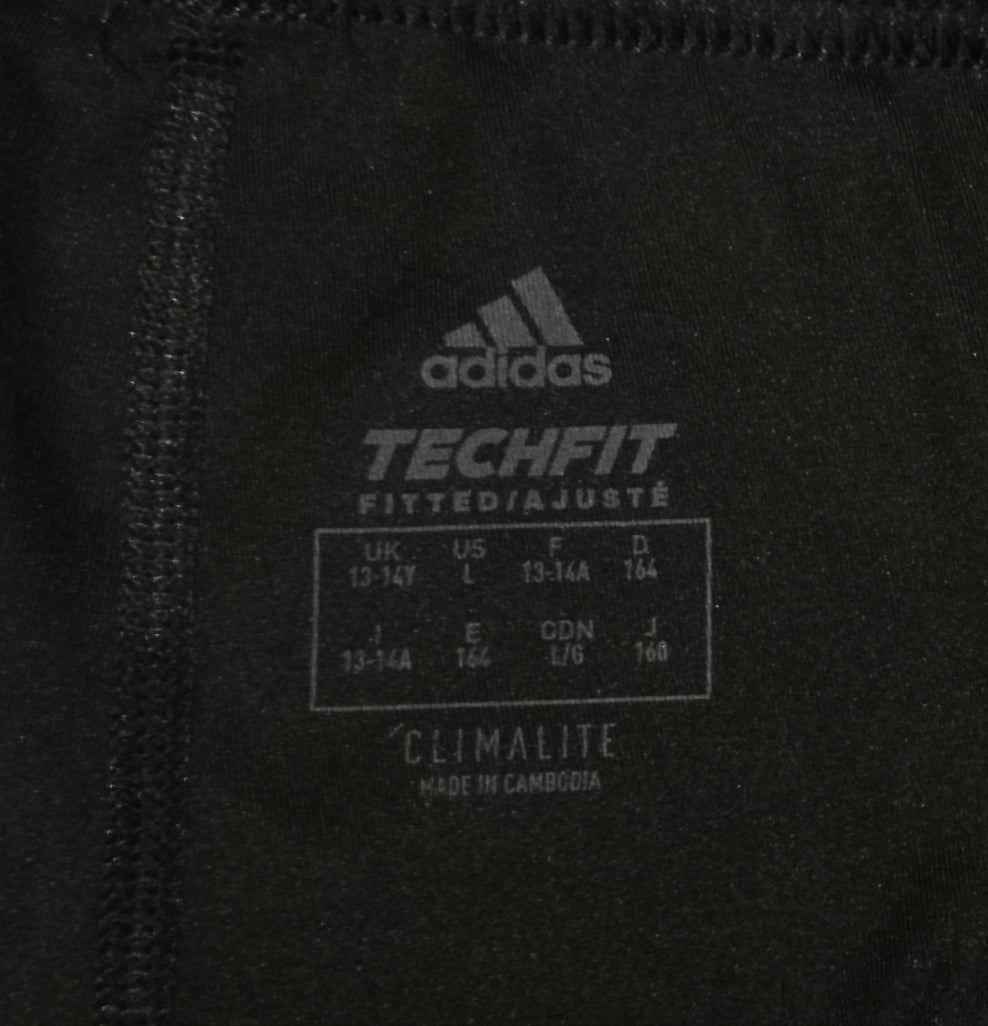 adidas
TECHFIT
FITTED/AJUSTÉ
UK US F D
13-14Y L 13-14A 164
I E CDN J
13-14A 164 L/G 160
CLIMALITE
MADE IN CAMBODIA